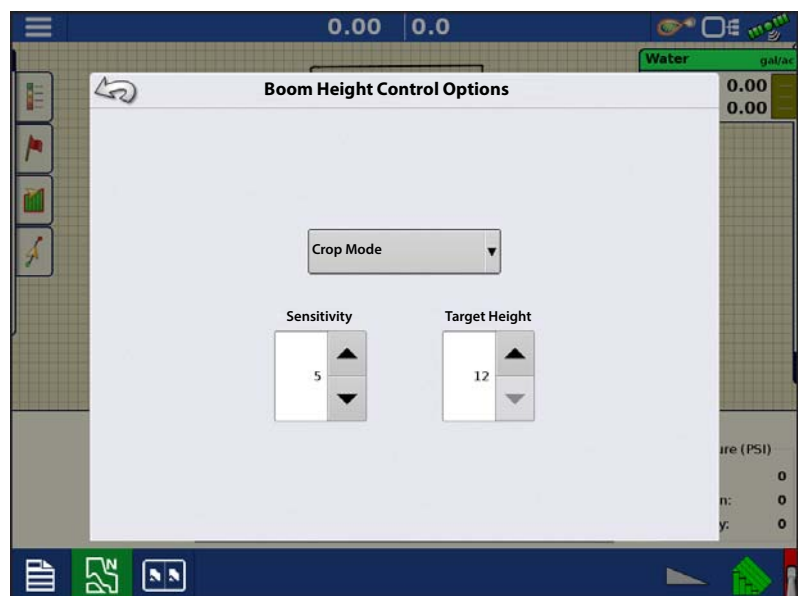 0.00 0.0
Water gal/ac
0.00
0.00
Boom Height Control Options
Crop Mode
Sensitivity Target Height
5 12
ure (PSI)
0
n: 0
y: 0
N